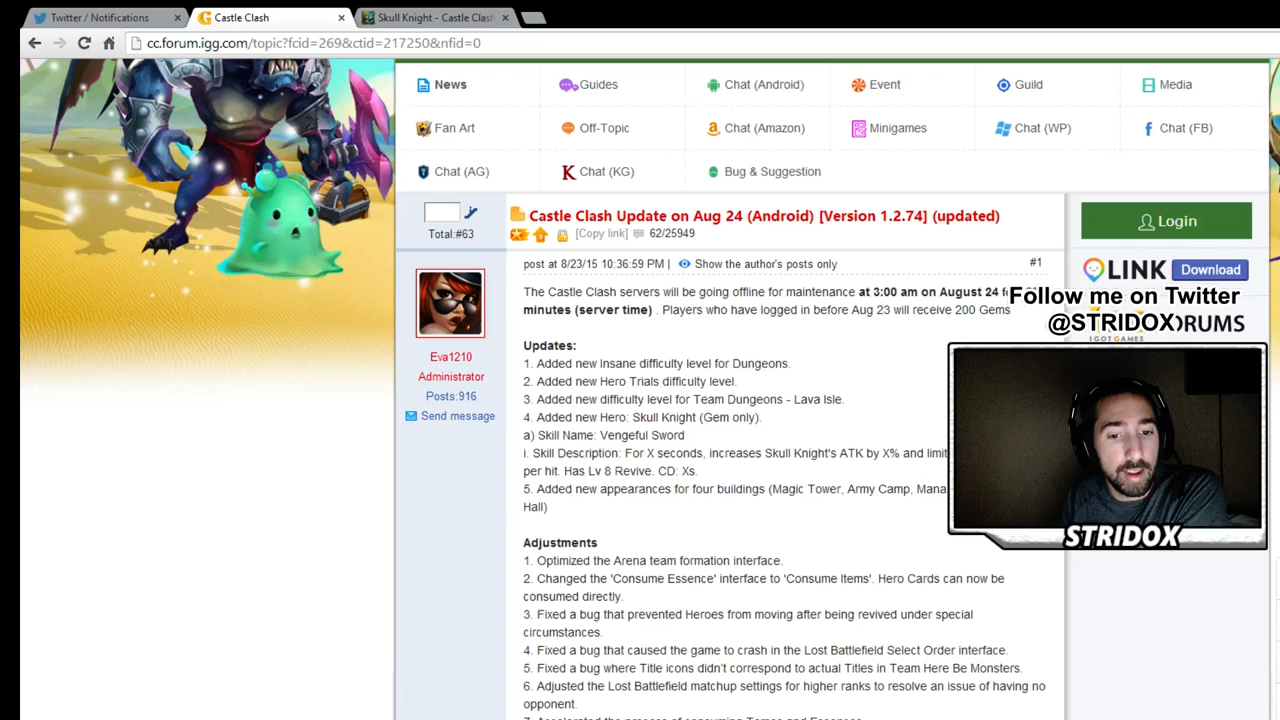 Twitter / Notifications
Castle Clash
Skull Knight - Castle Clash
cc.forum.igg.com/topic?fcid=269&ctid=217250&nfid=0
News
Guides
Chat (Android)
Event
Guild
Media
Fan Art
Off-Topic
Chat (Amazon)
Minigames
Chat (WP)
Chat (FB)
Chat (AG)
Chat (KG)
Bug & Suggestion
Total:#63
Castle Clash Update on Aug 24 (Android) [Version 1.2.74] (updated)
[Copy link] 62/25949
Login
post at 8/23/15 10:36:59 PM | Show the author's posts only
#1
LINK Download
Eva1210
Administrator
Posts:916
Send message
The Castle Clash servers will be going offline for maintenance at 3:00 am on August 24
minutes (server time) . Players who have logged in before Aug 23 will receive 200 Gems
Follow me on Twitter
@STRIDOX
IGOT GAMES
Updates:
1. Added new Insane difficulty level for Dungeons.
2. Added new Hero Trials difficulty level.
3. Added new difficulty level for Team Dungeons - Lava Isle.
4. Added new Hero: Skull Knight (Gem only).
a) Skill Name: Vengeful Sword
i. Skill Description: For X seconds, increases Skull Knight's ATK by X% and limit
per hit. Has Lv 8 Revive. CD: Xs.
5. Added new appearances for four buildings (Magic Tower, Army Camp, Mana
Hall)
STRIDOX
Adjustments
1. Optimized the Arena team formation interface.
2. Changed the 'Consume Essence' interface to 'Consume Items'. Hero Cards can now be
consumed directly.
3. Fixed a bug that prevented Heroes from moving after being revived under special
circumstances.
4. Fixed a bug that caused the game to crash in the Lost Battlefield Select Order interface.
5. Fixed a bug where Title icons didn't correspond to actual Titles in Team Here Be Monsters.
6. Adjusted the Lost Battlefield matchup settings for higher ranks to resolve an issue of having no
opponent.
7. Accelerated the process of consuming Tomes and Essences.